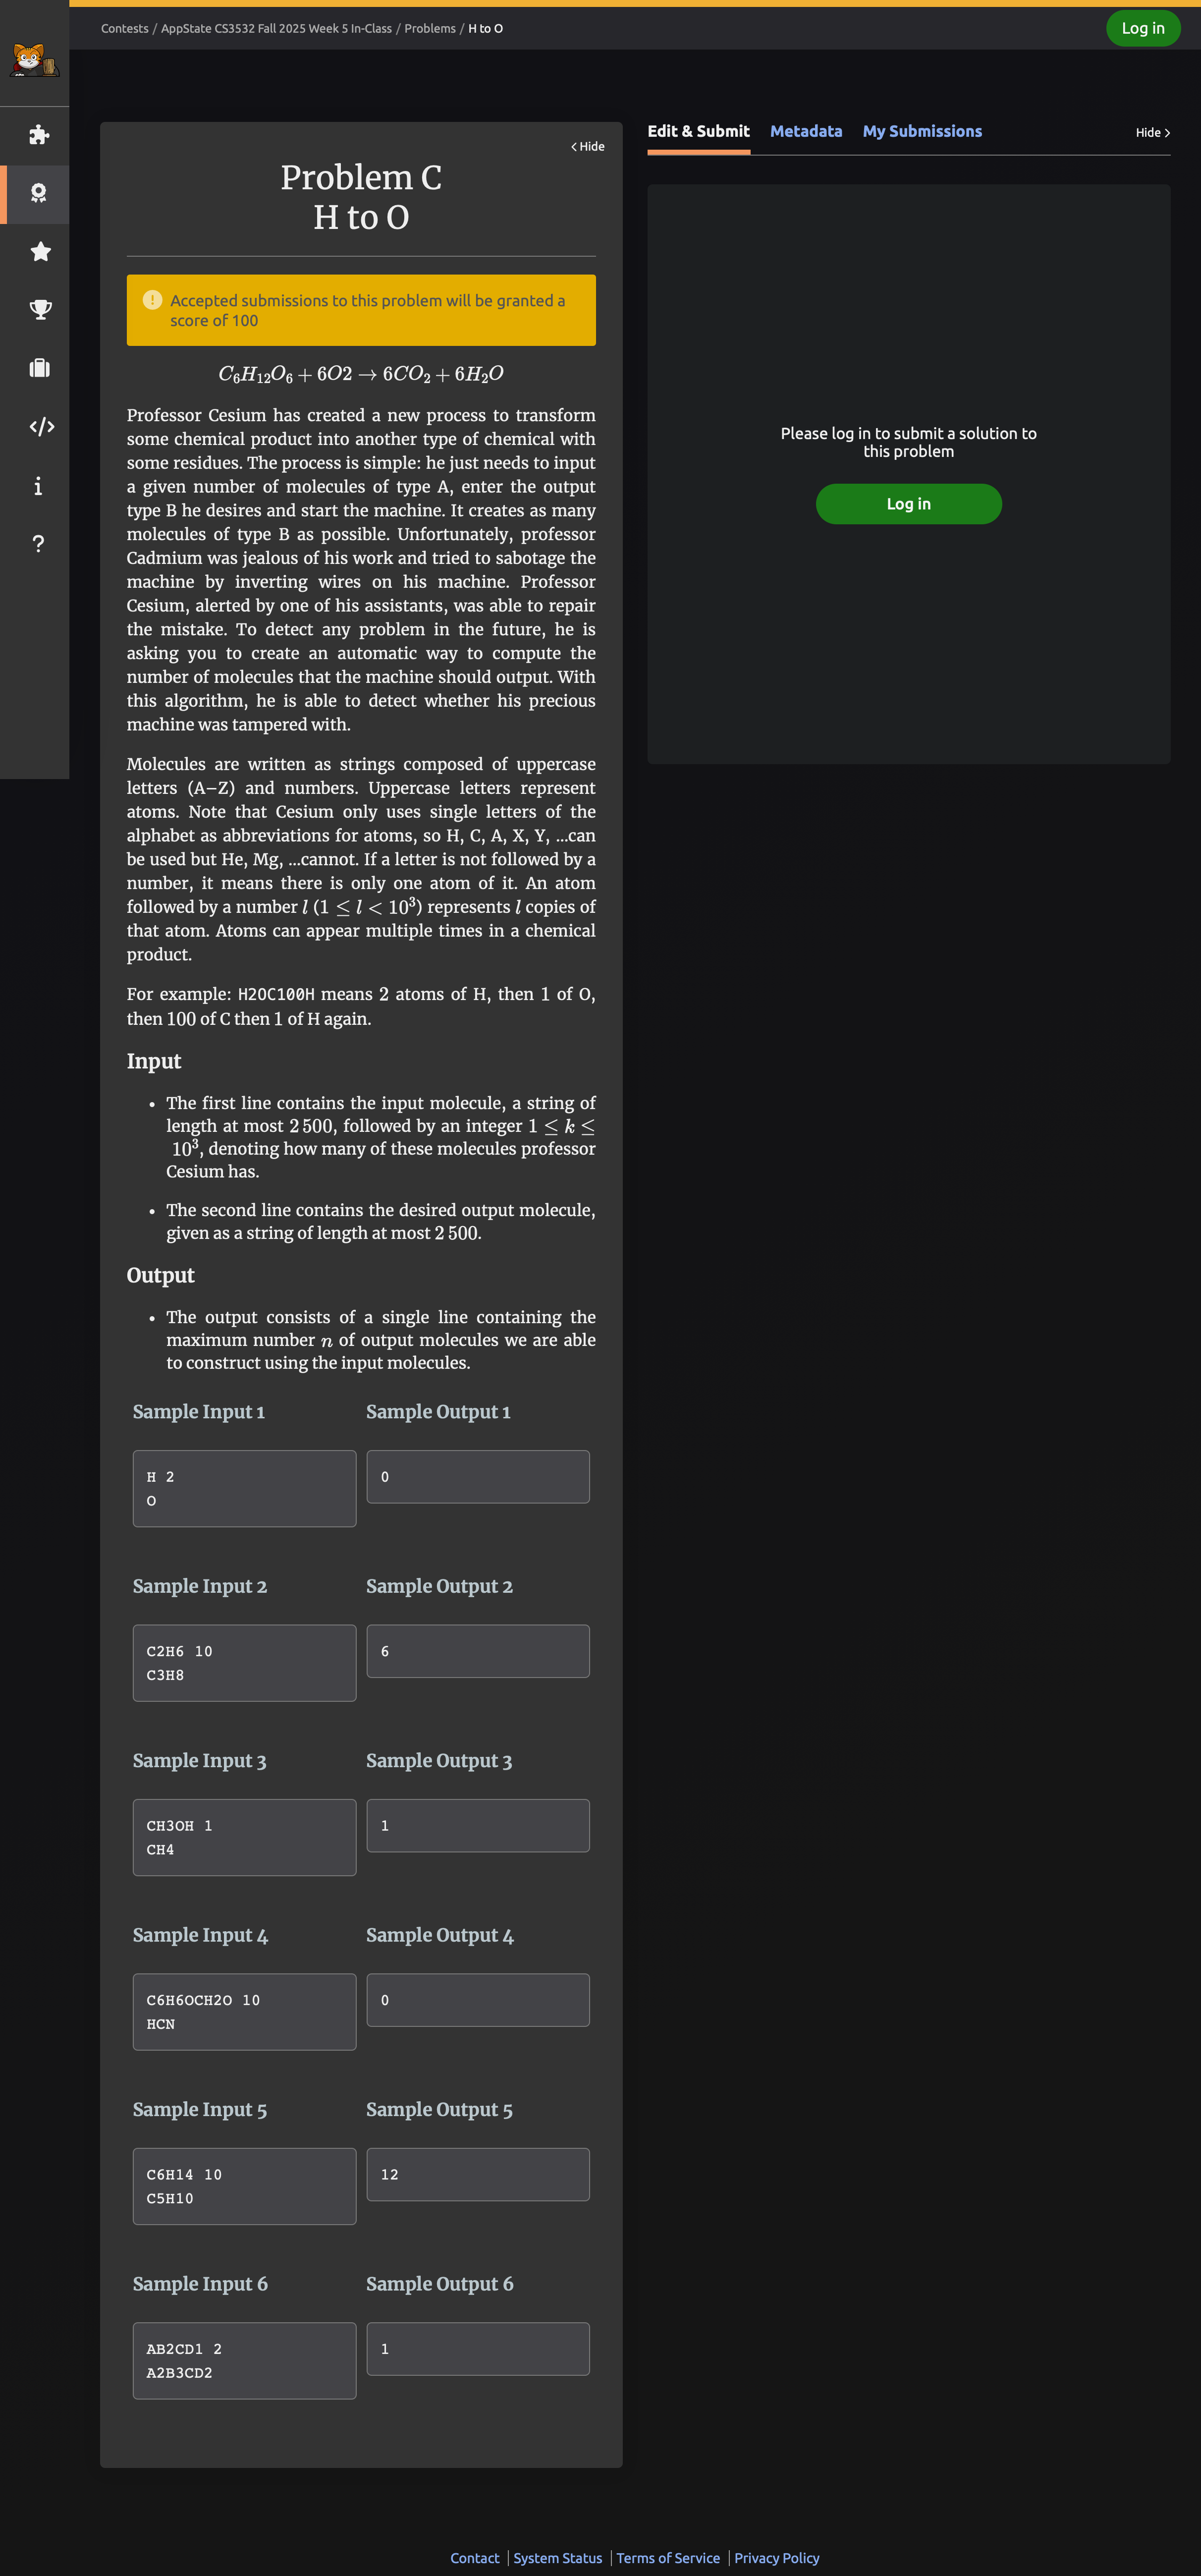 Contests / AppState CS3532 Fall 2025 Week 5 In-Class / Problems / H to O
Log in
< Hide
Problem C
H to O
! Accepted submissions to this problem will be granted a
score of 100
C₆H₁₂O₆ + 6O2 → 6CO₂ + 6H₂O
Professor Cesium has created a new process to transform
some chemical product into another type of chemical with
some residues. The process is simple: he just needs to input
a given number of molecules of type A, enter the output
type B he desires and start the machine. It creates as many
molecules of type B as possible. Unfortunately, professor
Cadmium was jealous of his work and tried to sabotage the
machine by inverting wires on his machine. Professor
Cesium, alerted by one of his assistants, was able to repair
the mistake. To detect any problem in the future, he is
asking you to create an automatic way to compute the
number of molecules that the machine should output. With
this algorithm, he is able to detect whether his precious
machine was tampered with.
Molecules are written as strings composed of uppercase
letters (A–Z) and numbers. Uppercase letters represent
atoms. Note that Cesium only uses single letters of the
alphabet as abbreviations for atoms, so H, C, A, X, Y, ...can
be used but He, Mg, ...cannot. If a letter is not followed by a
number, it means there is only one atom of it. An atom
followed by a number l (1 ≤ l < 10³) represents l copies of
that atom. Atoms can appear multiple times in a chemical
product.
For example: H2OC100H means 2 atoms of H, then 1 of O,
then 100 of C then 1 of H again.
Input
• The first line contains the input molecule, a string of
length at most 2 500, followed by an integer 1 ≤ k ≤
10³, denoting how many of these molecules professor
Cesium has.
• The second line contains the desired output molecule,
given as a string of length at most 2 500.
Output
• The output consists of a single line containing the
maximum number n of output molecules we are able
to construct using the input molecules.
Sample Input 1
Sample Output 1
H 2
O
0
Sample Input 2
Sample Output 2
C2H6 10
C3H8
6
Sample Input 3
Sample Output 3
CH3OH 1
CH4
1
Sample Input 4
Sample Output 4
C6H6OCH2O 10
HCN
0
Sample Input 5
Sample Output 5
C6H14 10
C5H10
12
Sample Input 6
Sample Output 6
AB2CD1 2
A2B3CD2
1
Edit & Submit
Metadata
My Submissions
Hide >
Please log in to submit a solution to
this problem
Log in
Contact | System Status | Terms of Service | Privacy Policy